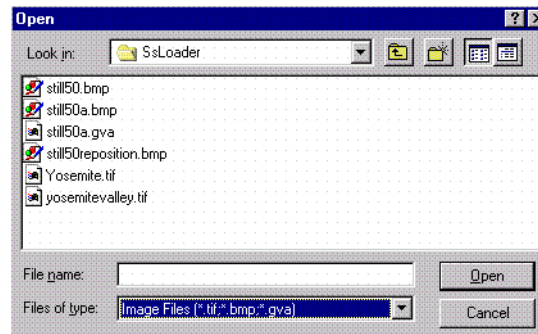 Open
Look in: SsLoader
still50.bmp
still50a.bmp
still50a.gva
still50reposition.bmp
Yosemite.tif
yosemitevalley.tif
File name: Open
Files of type: Image Files (*.tif;*.bmp;*.gva) Cancel